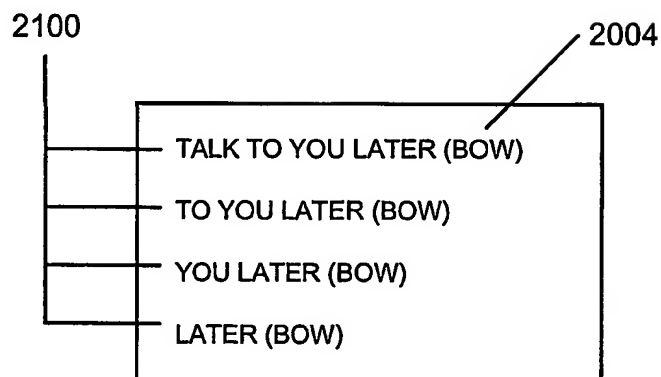 2100
2004
TALK TO YOU LATER (BOW)
TO YOU LATER (BOW)
YOU LATER (BOW)
LATER (BOW)